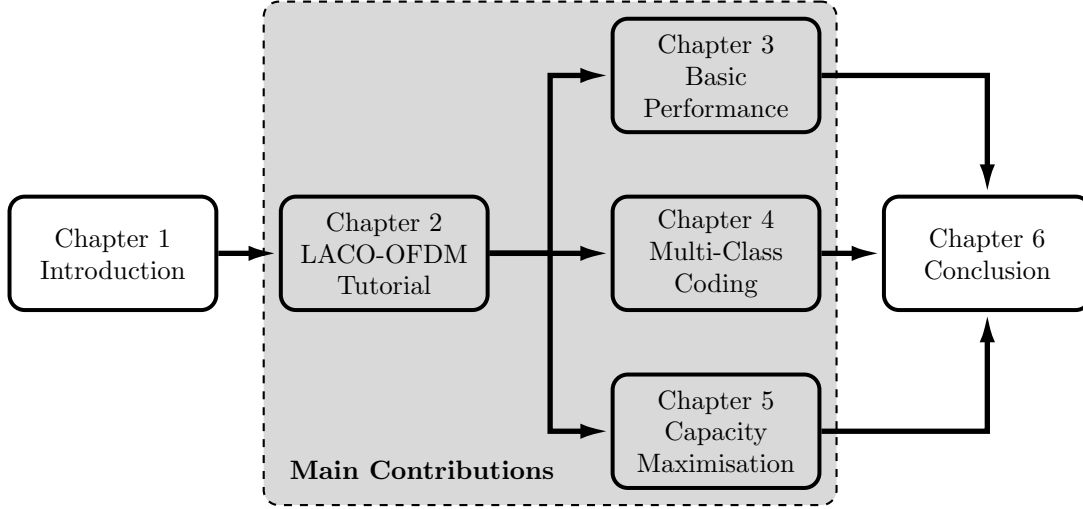 Chapter 1
Introduction
Chapter 2
LACO-OFDM
Tutorial
Chapter 3
Basic
Performance
Chapter 4
Multi-Class
Coding
Chapter 5
Capacity
Maximisation
Main Contributions
Chapter 6
Conclusion